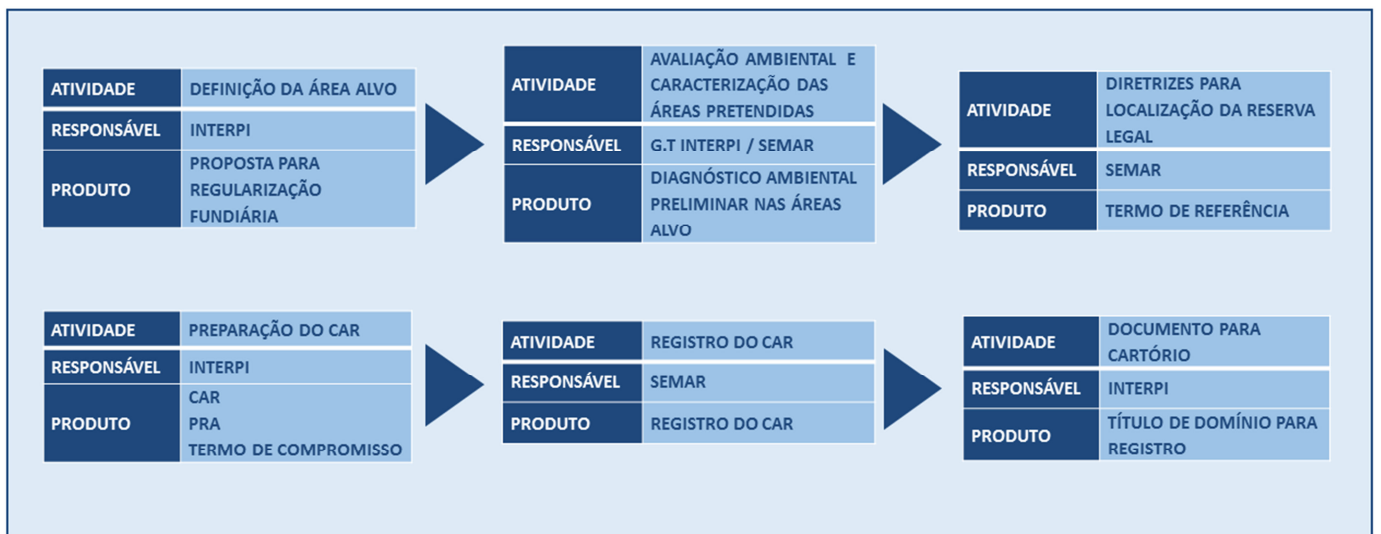 ATIVIDADE
DEFINIÇÃO DA ÁREA ALVO
RESPONSÁVEL
INTERPI
PRODUTO
PROPOSTA PARA
REGULARIZAÇÃO
FUNDIÁRIA
ATIVIDADE
AVALIAÇÃO AMBIENTAL E
CARACTERIZAÇÃO DAS
ÁREAS PRETENDIDAS
RESPONSÁVEL
G.T INTERPI / SEMAR
PRODUTO
DIAGNÓSTICO AMBIENTAL
PRELIMINAR NAS ÁREAS
ALVO
ATIVIDADE
DIRETRIZES PARA
LOCALIZAÇÃO DA RESERVA
LEGAL
RESPONSÁVEL
SEMAR
PRODUTO
TERMO DE REFERÊNCIA
ATIVIDADE
PREPARAÇÃO DO CAR
RESPONSÁVEL
INTERPI
PRODUTO
CAR
PRA
TERMO DE COMPROMISSO
ATIVIDADE
REGISTRO DO CAR
RESPONSÁVEL
SEMAR
PRODUTO
REGISTRO DO CAR
ATIVIDADE
DOCUMENTO PARA
CARTÓRIO
RESPONSÁVEL
INTERPI
PRODUTO
TÍTULO DE DOMÍNIO PARA
REGISTRO